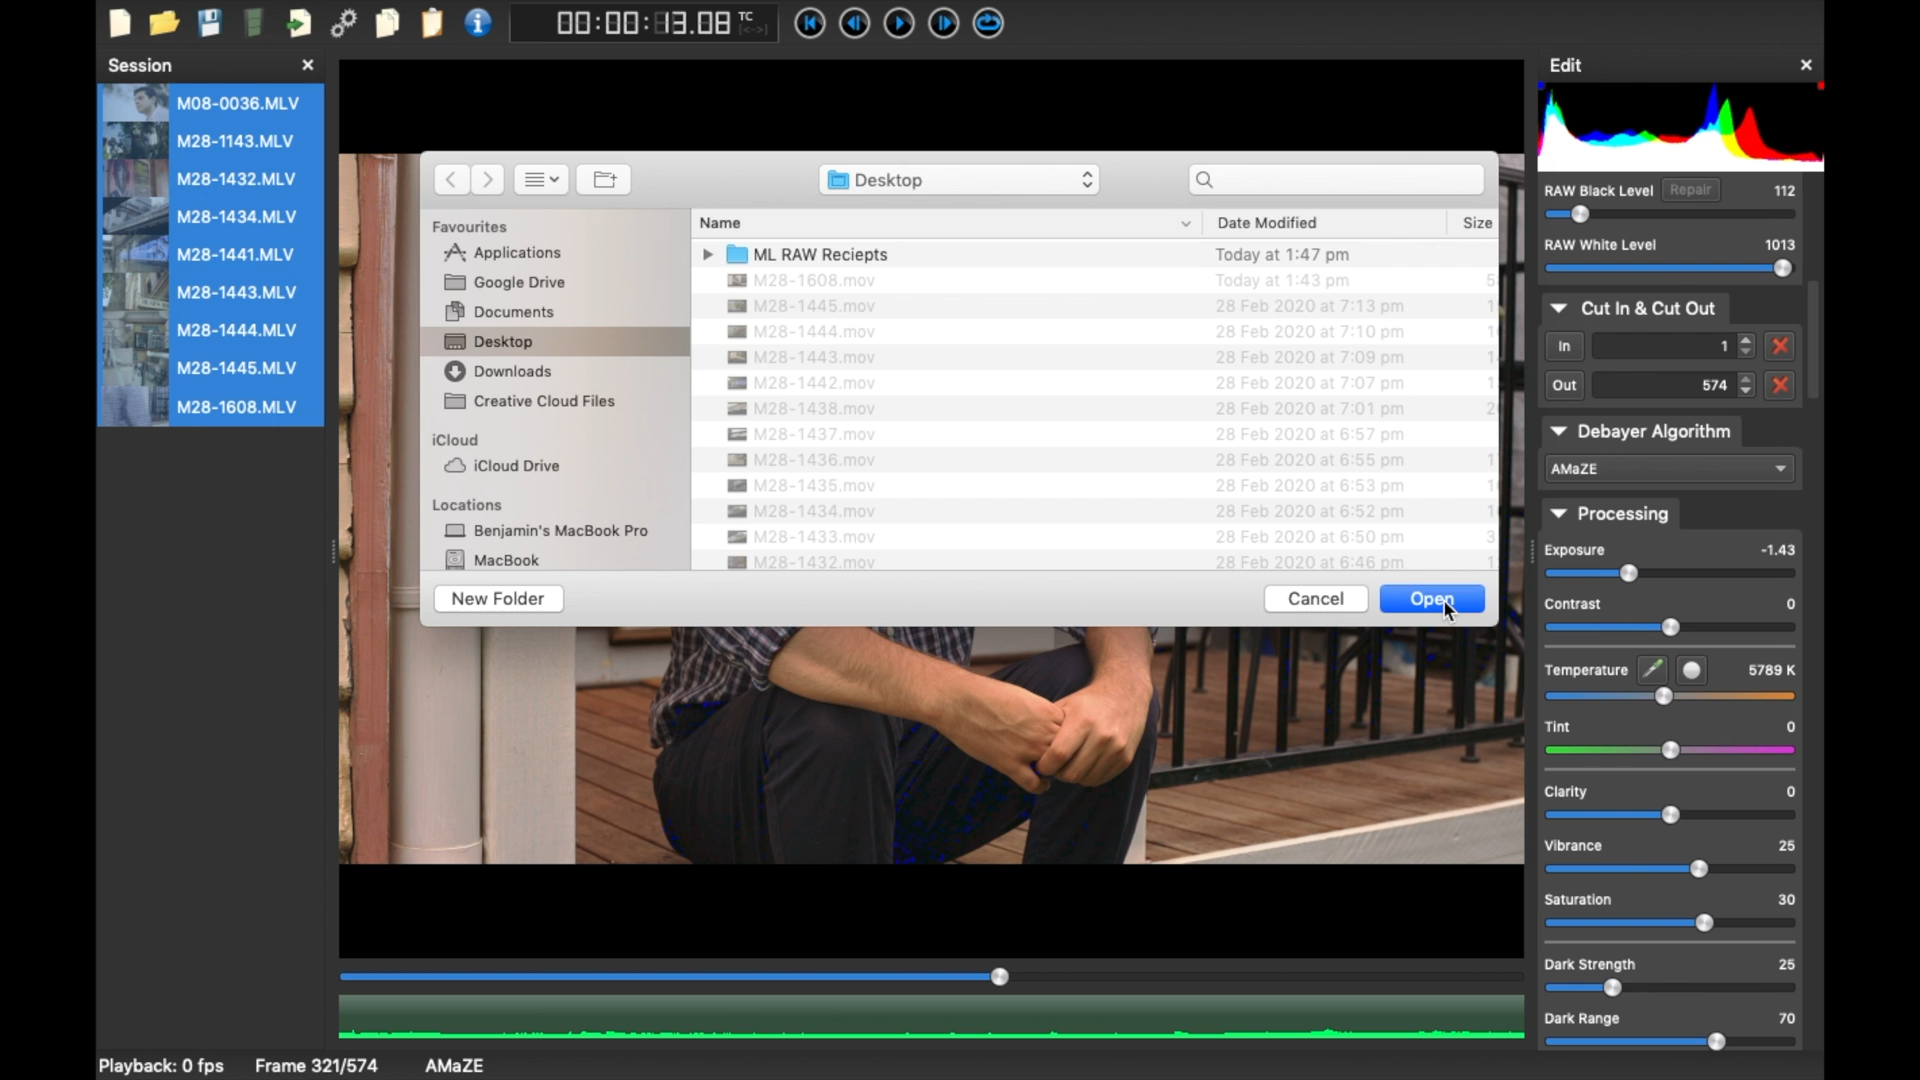 00:00:13.08 TC
[<->]
Session
M08-0036.MLV
M28-1143.MLV
M28-1432.MLV
M28-1434.MLV
M28-1441.MLV
M28-1443.MLV
M28-1444.MLV
M28-1445.MLV
M28-1608.MLV
Desktop
Favourites
Applications
Google Drive
Documents
Desktop
Downloads
Creative Cloud Files
iCloud
iCloud Drive
Locations
Benjamin's MacBook Pro
MacBook
Name Date Modified Size
ML RAW Reciepts Today at 1:47 pm
M28-1608.mov Today at 1:43 pm
M28-1445.mov 28 Feb 2020 at 7:13 pm
M28-1444.mov 28 Feb 2020 at 7:10 pm
M28-1443.mov 28 Feb 2020 at 7:09 pm
M28-1442.mov 28 Feb 2020 at 7:07 pm
M28-1438.mov 28 Feb 2020 at 7:01 pm
M28-1437.mov 28 Feb 2020 at 6:57 pm
M28-1436.mov 28 Feb 2020 at 6:55 pm
M28-1435.mov 28 Feb 2020 at 6:53 pm
M28-1434.mov 28 Feb 2020 at 6:52 pm
M28-1433.mov 28 Feb 2020 at 6:50 pm
M28-1432.mov 28 Feb 2020 at 6:46 pm
New Folder Cancel Open
Edit
RAW Black Level Repair 112
RAW White Level 1013
Cut In & Cut Out
In 1
Out 574
Debayer Algorithm
AMaZE
Processing
Exposure -1.43
Contrast 0
Temperature 5789 K
Tint 0
Clarity 0
Vibrance 25
Saturation 30
Dark Strength 25
Dark Range 70
Playback: 0 fps Frame 321/574 AMaZE